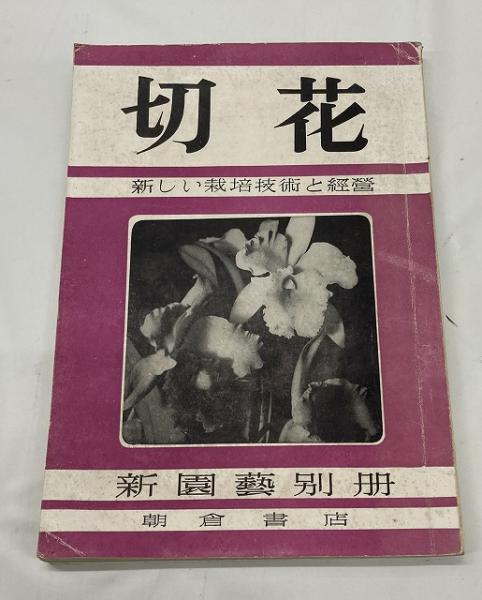 切花
新しい栽培技術と經營
新園藝別册
朝倉書店